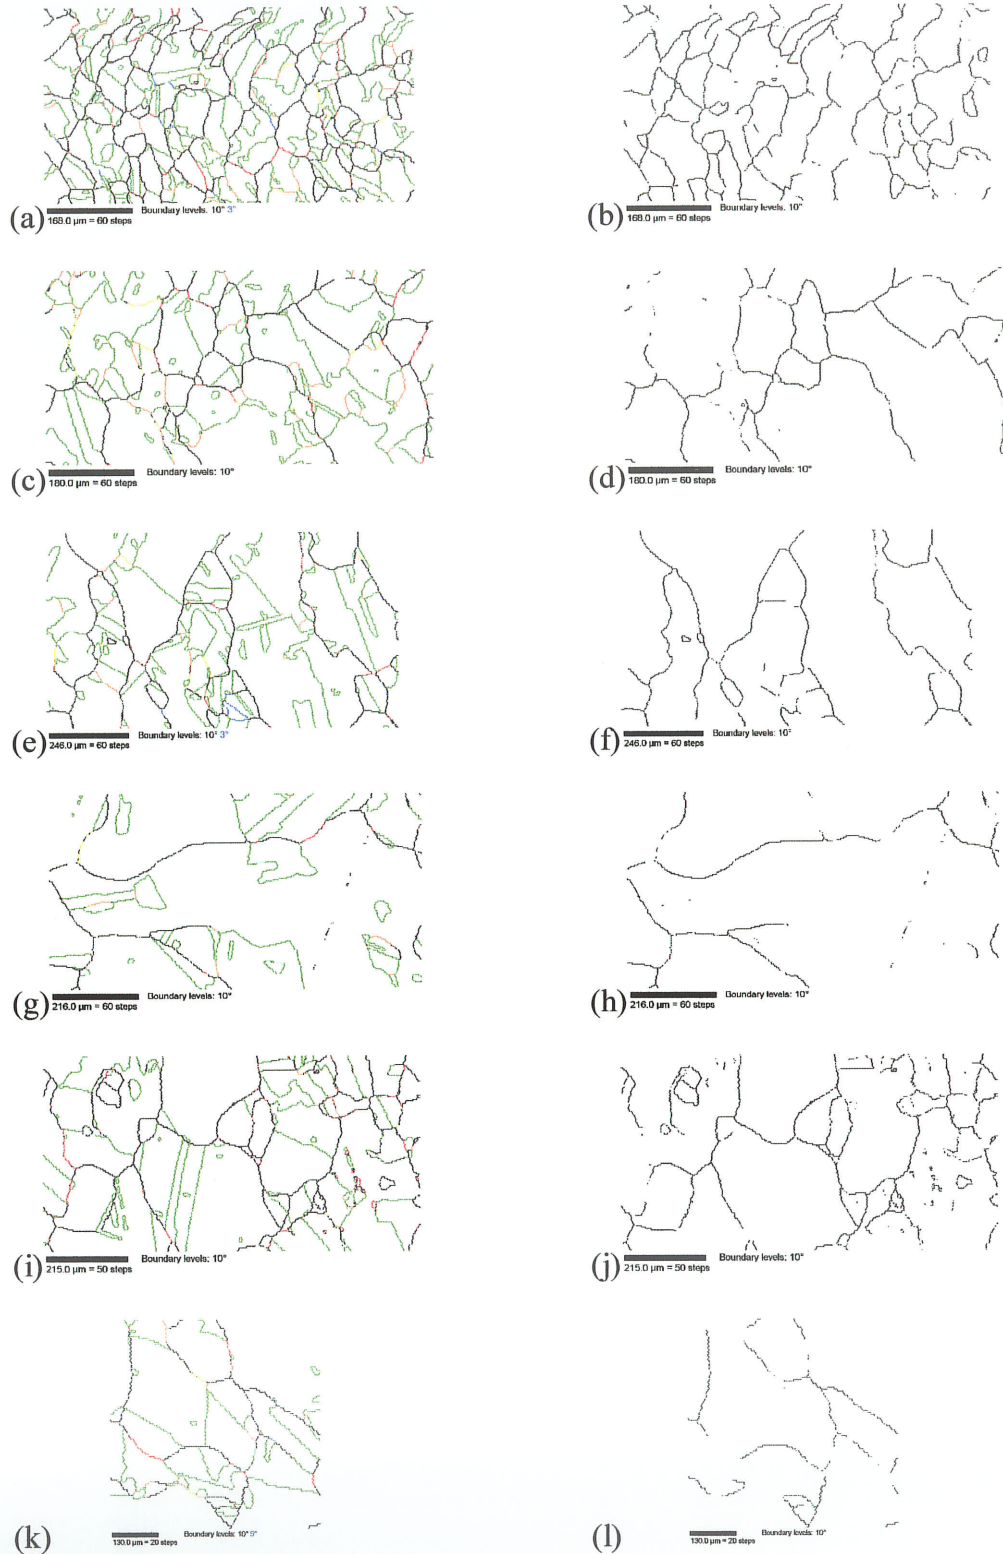 (a)
Boundary levels: 10° 3°
168.0 µm = 60 steps
(b)
Boundary levels: 10°
168.0 µm = 60 steps
(c)
Boundary levels: 10°
180.0 µm = 60 steps
(d)
Boundary levels: 10°
180.0 µm = 60 steps
(e)
Boundary levels: 10° 3°
246.0 µm = 60 steps
(f)
Boundary levels: 10°
246.0 µm = 60 steps
(g)
Boundary levels: 10°
216.0 µm = 60 steps
(h)
Boundary levels: 10°
216.0 µm = 60 steps
(i)
Boundary levels: 10°
215.0 µm = 50 steps
(j)
Boundary levels: 10°
215.0 µm = 50 steps
(k)
Boundary levels: 10° 5°
130.0 µm = 20 steps
(l)
Boundary levels: 10°
130.0 µm = 20 steps